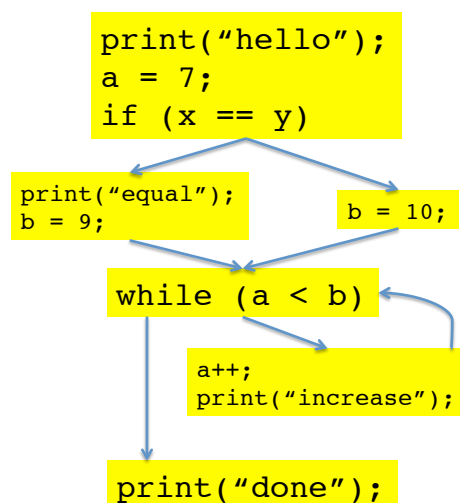 print(“hello”);
a = 7;
if (x == y)
print(“equal”);
b = 9;
b = 10;
while (a < b)
a++;
print(“increase”);
print(“done”);